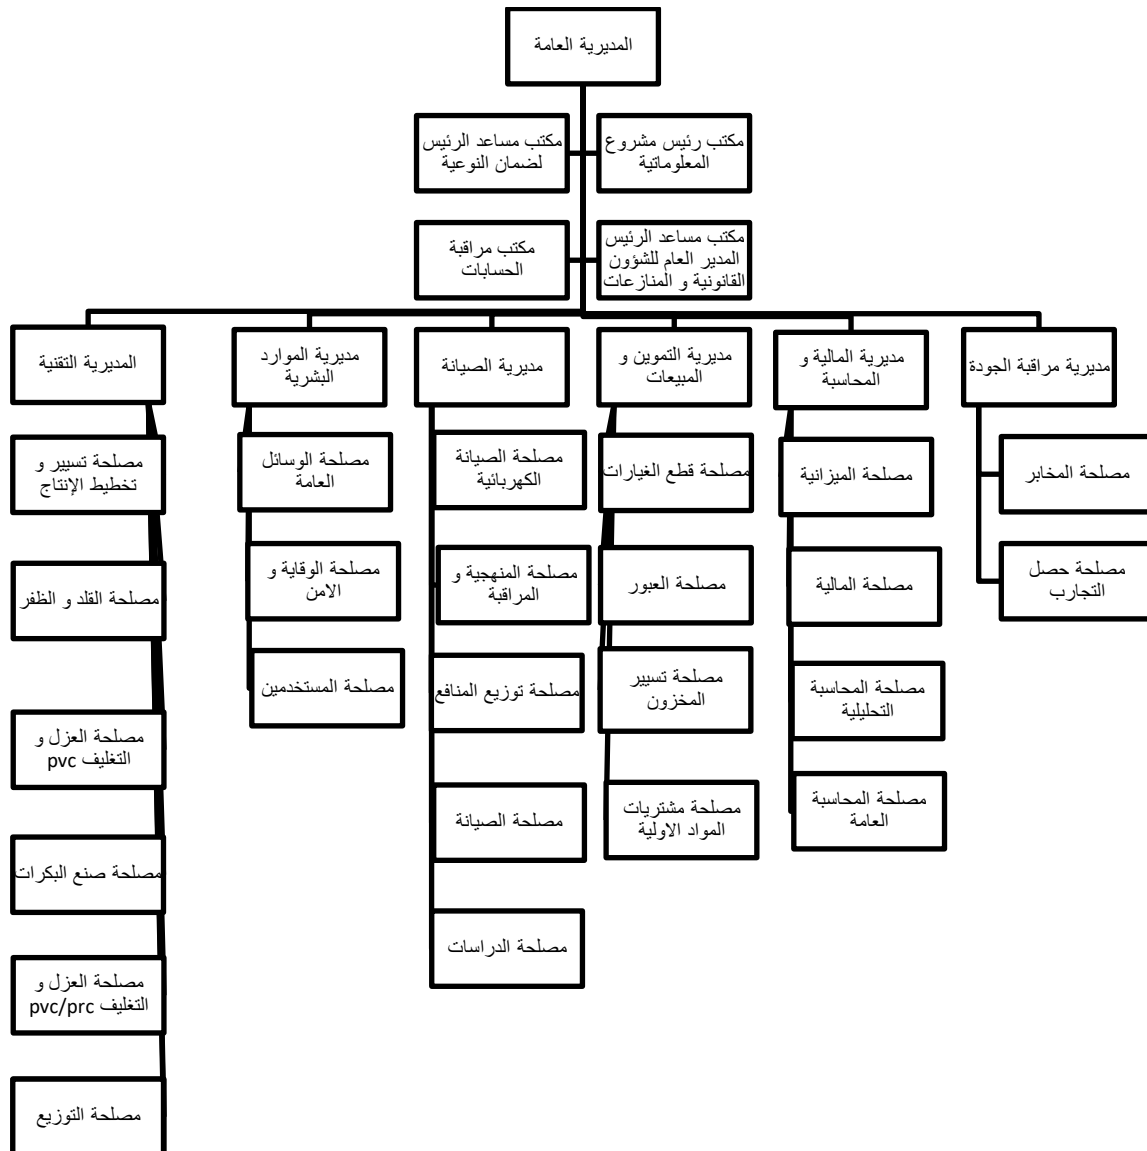 المديرية العامة
مكتب رئيس مشروع
المعلوماتية
مكتب مساعد الرئيس
لضمان النوعية
مكتب مساعد الرئيس
المدير العام للشؤون
القانونية و المنازعات
مكتب مراقبة
الحسابات
مديرية مراقبة الجودة
مصلحة المخابر
مصلحة حصل
التجارب
مديرية المالية و
المحاسبة
مصلحة الميزانية
مصلحة المالية
مصلحة المحاسبة
التحليلية
مصلحة المحاسبة
العامة
مديرية التموين و
المبيعات
مصلحة قطع الغيارات
مصلحة العبور
مصلحة تسيير
المخزون
مصلحة مشتريات
المواد الاولية
مديرية الصيانة
مصلحة الصيانة
الكهربائية
مصلحة المنهجية و
المراقبة
مصلحة توزيع المنافع
مصلحة الصيانة
مصلحة الدراسات
مديرية الموارد
البشرية
مصلحة الوسائل
العامة
مصلحة الوقاية و
الامن
مصلحة المستخدمين
المديرية التقنية
مصلحة تسيير و
تخطيط الإنتاج
مصلحة القلد و الظفر
مصلحة العزل و
التغليف pvc
مصلحة صنع البكرات
مصلحة العزل و
التغليف pvc/prc
مصلحة التوزيع